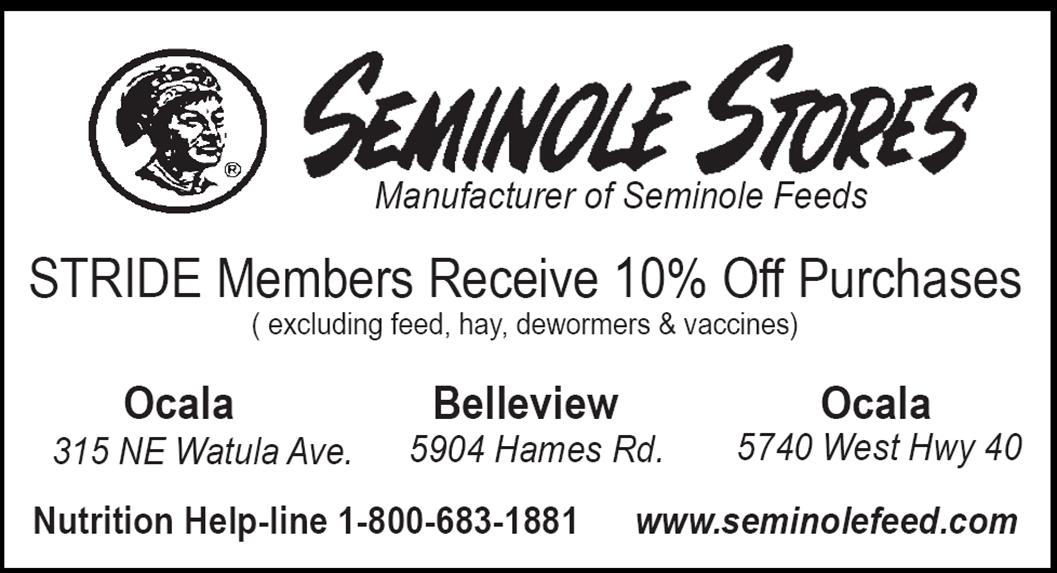 SEMINOLE STORES
®
Manufacturer of Seminole Feeds
STRIDE Members Receive 10% Off Purchases
( excluding feed, hay, dewormers & vaccines)
Ocala Belleview Ocala
315 NE Watula Ave. 5904 Hames Rd. 5740 West Hwy 40
Nutrition Help-line 1-800-683-1881 www.seminolefeed.com